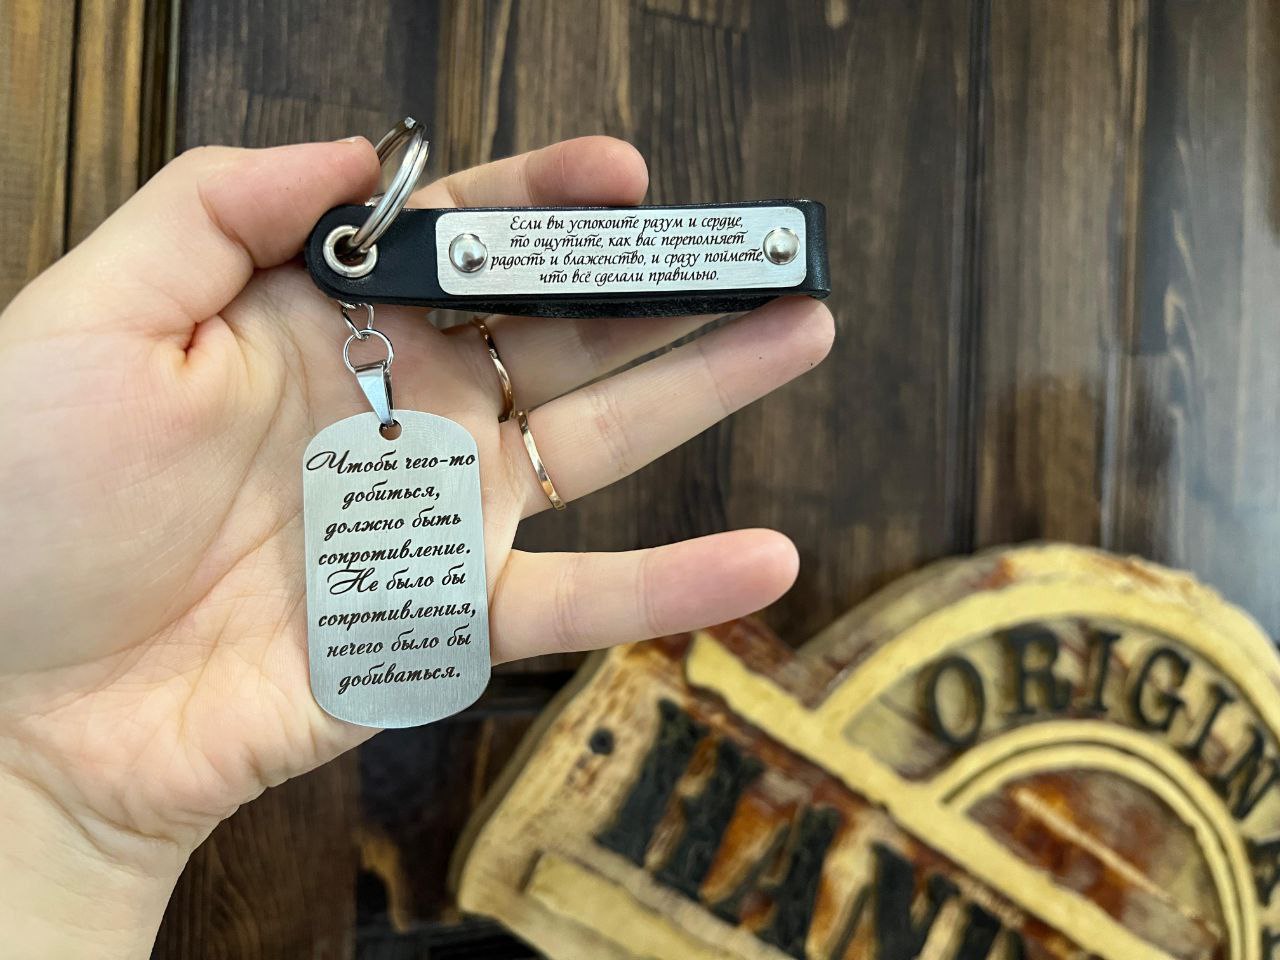 Если вы успокоите разум и сердце,
то ощутите, как вас переполняет
радость и блаженство, и сразу поймете,
что всё сделали правильно.
Чтобы чего-то
добиться,
должно быть
сопротивление.
Не было бы
сопротивления,
нечего было бы
добиваться.